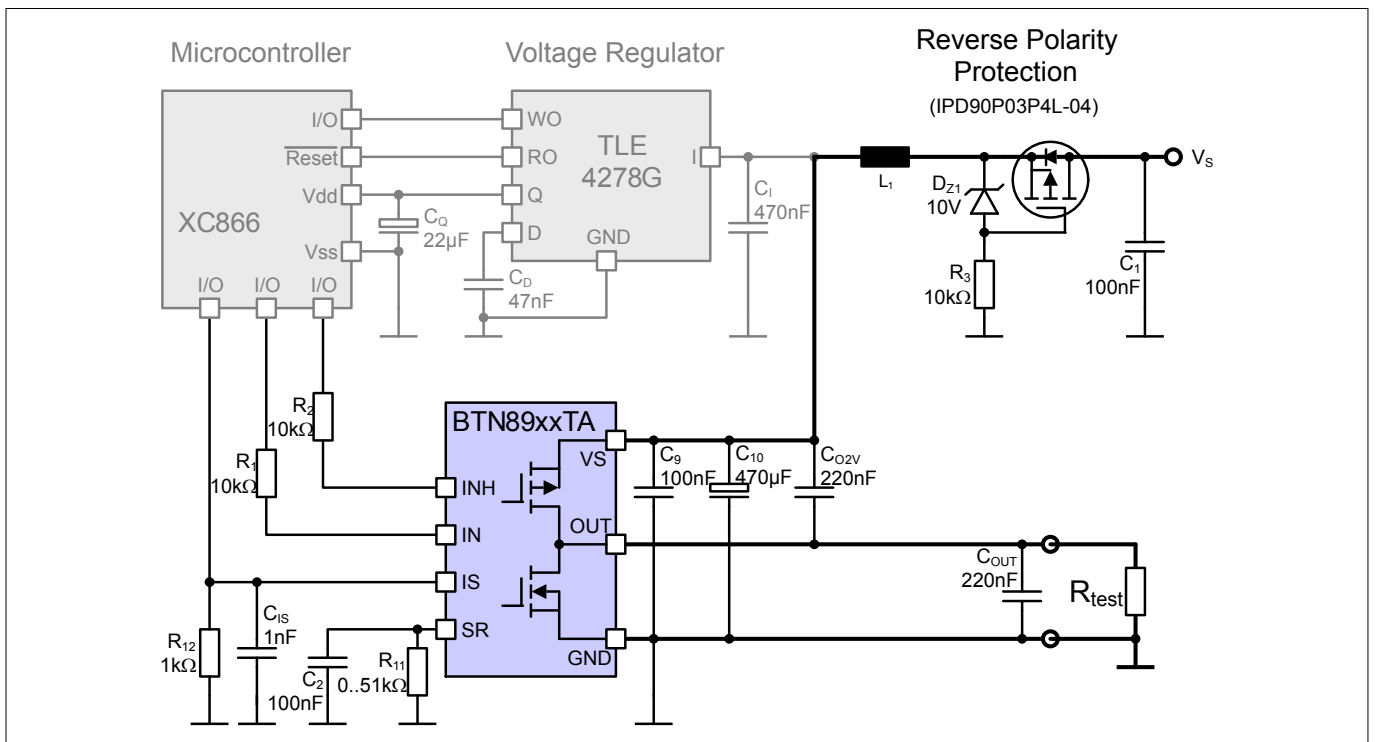 Microcontroller
Voltage Regulator
Reverse Polarity
Protection
(IPD90P03P4L-04)
I/O
WO
Reset
RO
TLE
4278G
I
Vdd
Q
XC866
Vss
D
GND
I/O
I/O
I/O
CQ
22µF
CD
47nF
CI
470nF
L1
DZ1
10V
VS
R3
10kΩ
C1
100nF
R2
10kΩ
R1
10kΩ
BTN89xxTA
VS
INH
OUT
IN
IS
SR
GND
C9
100nF
C10
470µF
CO2V
220nF
COUT
220nF
Rtest
R12
1kΩ
CIS
1nF
C2
100nF
R11
0..51kΩ